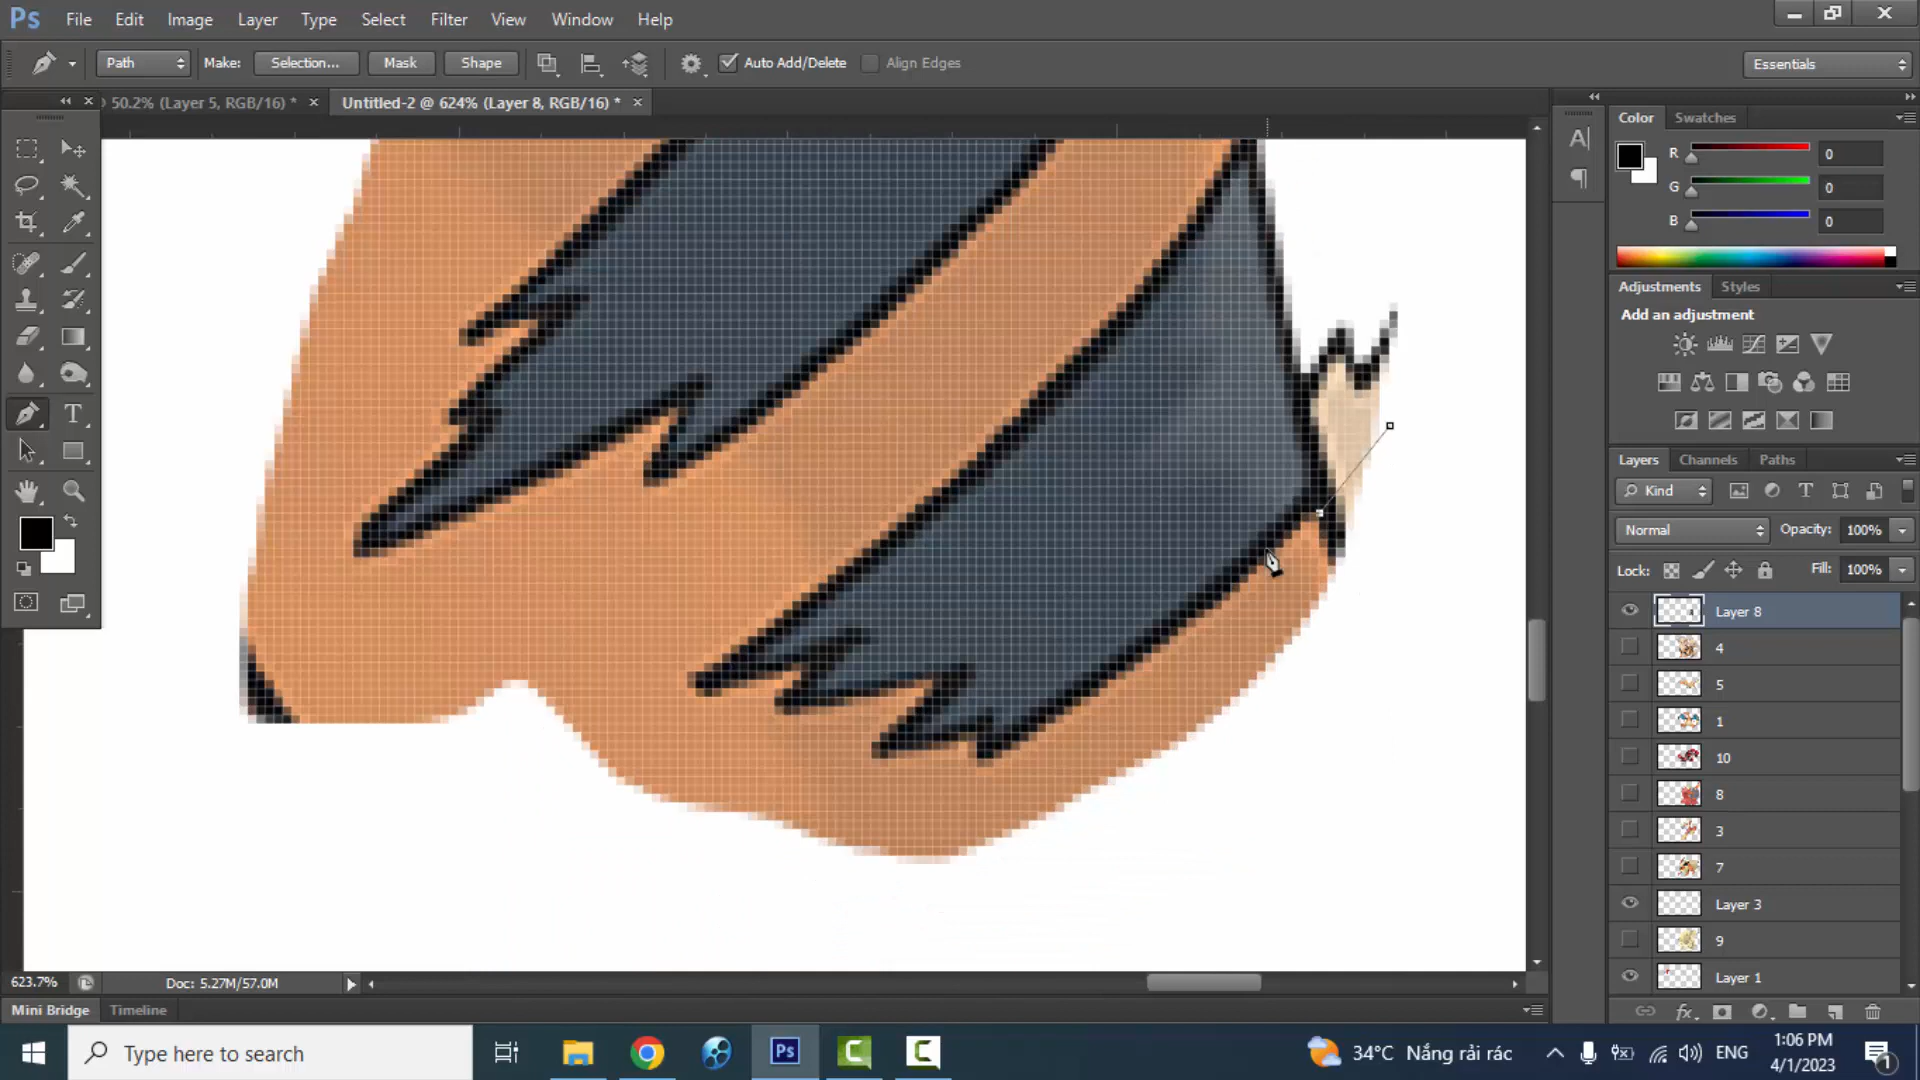 Ps File Edit Image Layer Type Select Filter View Window Help
Path Make: Selection... Mask Shape Auto Add/Delete Align Edges Essentials
50.2% (Layer 5, RGB/16) * × Untitled-2 @ 624% (Layer 8, RGB/16) * ×
Color Swatches
R 0
G 0
B 0
Adjustments Styles
Add an adjustment
Layers Channels Paths
Kind
Normal Opacity: 100%
Lock: Fill: 100%
Layer 8
4
5
1
10
8
3
7
Layer 3
9
Layer 1
623.7% Doc: 5.27M/57.0M
Mini Bridge Timeline
Type here to search
34°C Nắng rải rác
ENG
1:06 PM
4/1/2023
1